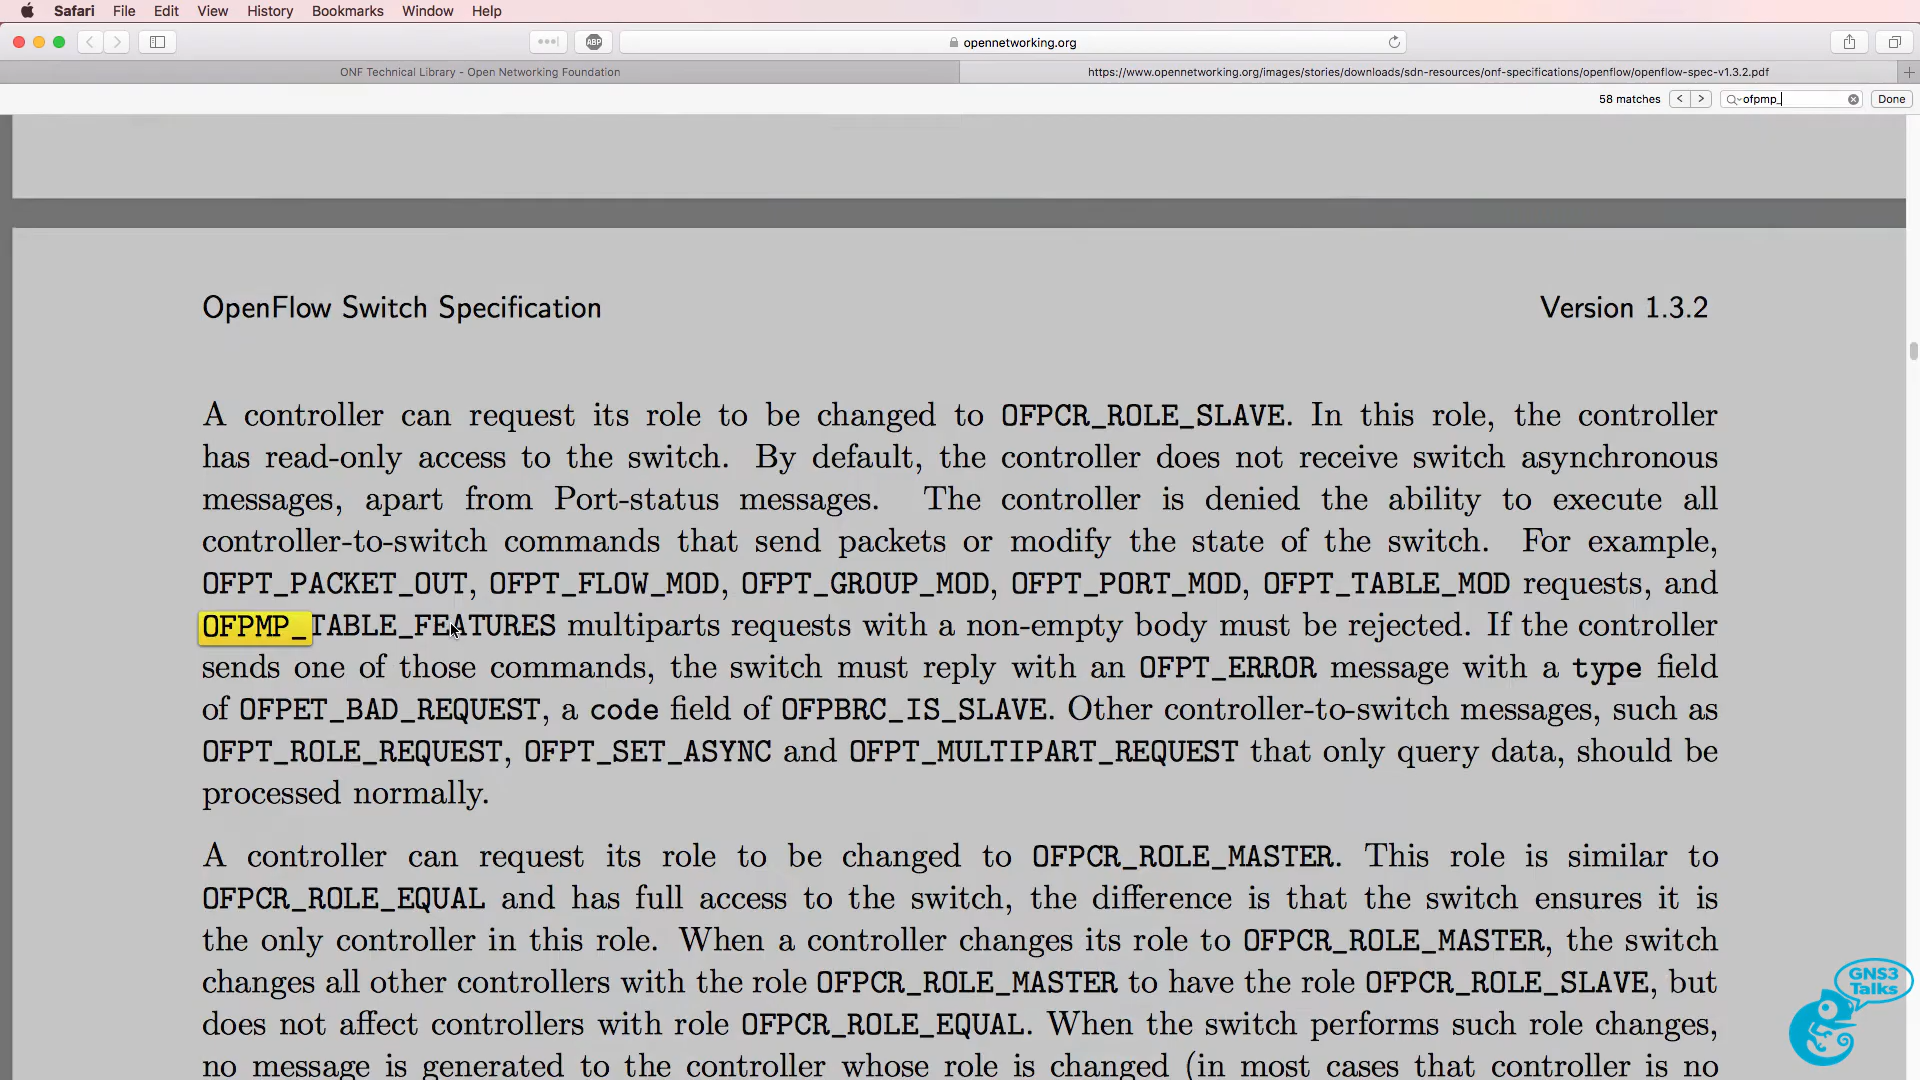 Safari File Edit View History Bookmarks Window Help
ABP
opennetworking.org
ONF Technical Library - Open Networking Foundation
https://www.opennetworking.org/images/stories/downloads/sdn-resources/onf-specifications/openflow/openflow-spec-v1.3.2.pdf
58 matches
ofpmp_
Done
OpenFlow Switch Specification
Version 1.3.2
A controller can request its role to be changed to OFPCR_ROLE_SLAVE. In this role, the controller
has read-only access to the switch. By default, the controller does not receive switch asynchronous
messages, apart from Port-status messages. The controller is denied the ability to execute all
controller-to-switch commands that send packets or modify the state of the switch. For example,
OFPT_PACKET_OUT, OFPT_FLOW_MOD, OFPT_GROUP_MOD, OFPT_PORT_MOD, OFPT_TABLE_MOD requests, and
OFPMP_TABLE_FEATURES multiparts requests with a non-empty body must be rejected. If the controller
sends one of those commands, the switch must reply with an OFPT_ERROR message with a type field
of OFPET_BAD_REQUEST, a code field of OFPBRC_IS_SLAVE. Other controller-to-switch messages, such as
OFPT_ROLE_REQUEST, OFPT_SET_ASYNC and OFPT_MULTIPART_REQUEST that only query data, should be
processed normally.
A controller can request its role to be changed to OFPCR_ROLE_MASTER. This role is similar to
OFPCR_ROLE_EQUAL and has full access to the switch, the difference is that the switch ensures it is
the only controller in this role. When a controller changes its role to OFPCR_ROLE_MASTER, the switch
changes all other controllers with the role OFPCR_ROLE_MASTER to have the role OFPCR_ROLE_SLAVE, but
does not affect controllers with role OFPCR_ROLE_EQUAL. When the switch performs such role changes,
no message is generated to the controller whose role is changed (in most cases that controller is no
GNS3
Talks